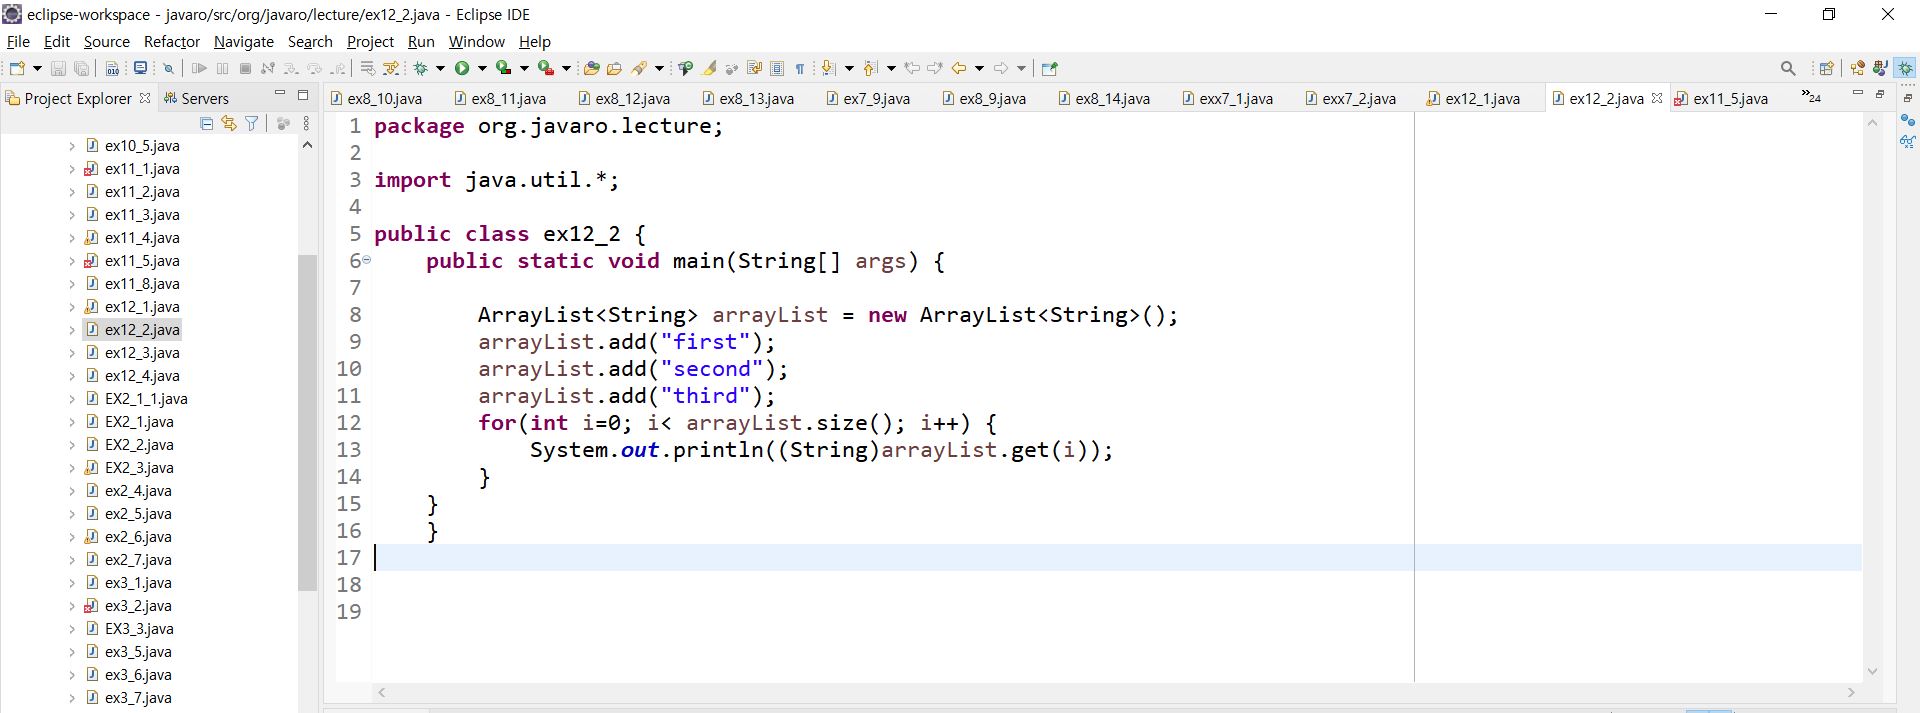 eclipse-workspace - javaro/src/org/javaro/lecture/ex12_2.java - Eclipse IDE
File Edit Source Refactor Navigate Search Project Run Window Help
Project Explorer Servers
ex8_10.java ex8_11.java ex8_12.java ex8_13.java ex7_9.java ex8_9.java ex8_14.java exx7_1.java exx7_2.java ex12_1.java ex12_2.java ex11_5.java »24
ex10_5.java
ex11_1.java
ex11_2.java
ex11_3.java
ex11_4.java
ex11_5.java
ex11_8.java
ex12_1.java
ex12_2.java
ex12_3.java
ex12_4.java
EX2_1_1.java
EX2_1.java
EX2_2.java
EX2_3.java
ex2_4.java
ex2_5.java
ex2_6.java
ex2_7.java
ex3_1.java
ex3_2.java
EX3_3.java
ex3_5.java
ex3_6.java
ex3_7.java
1 package org.javaro.lecture;
2
3 import java.util.*;
4
5 public class ex12_2 {
6 public static void main(String[] args) {
7
8 ArrayList<String> arrayList = new ArrayList<String>();
9 arrayList.add("first");
10 arrayList.add("second");
11 arrayList.add("third");
12 for(int i=0; i< arrayList.size(); i++) {
13 System.out.println((String)arrayList.get(i));
14 }
15 }
16 }
17
18
19